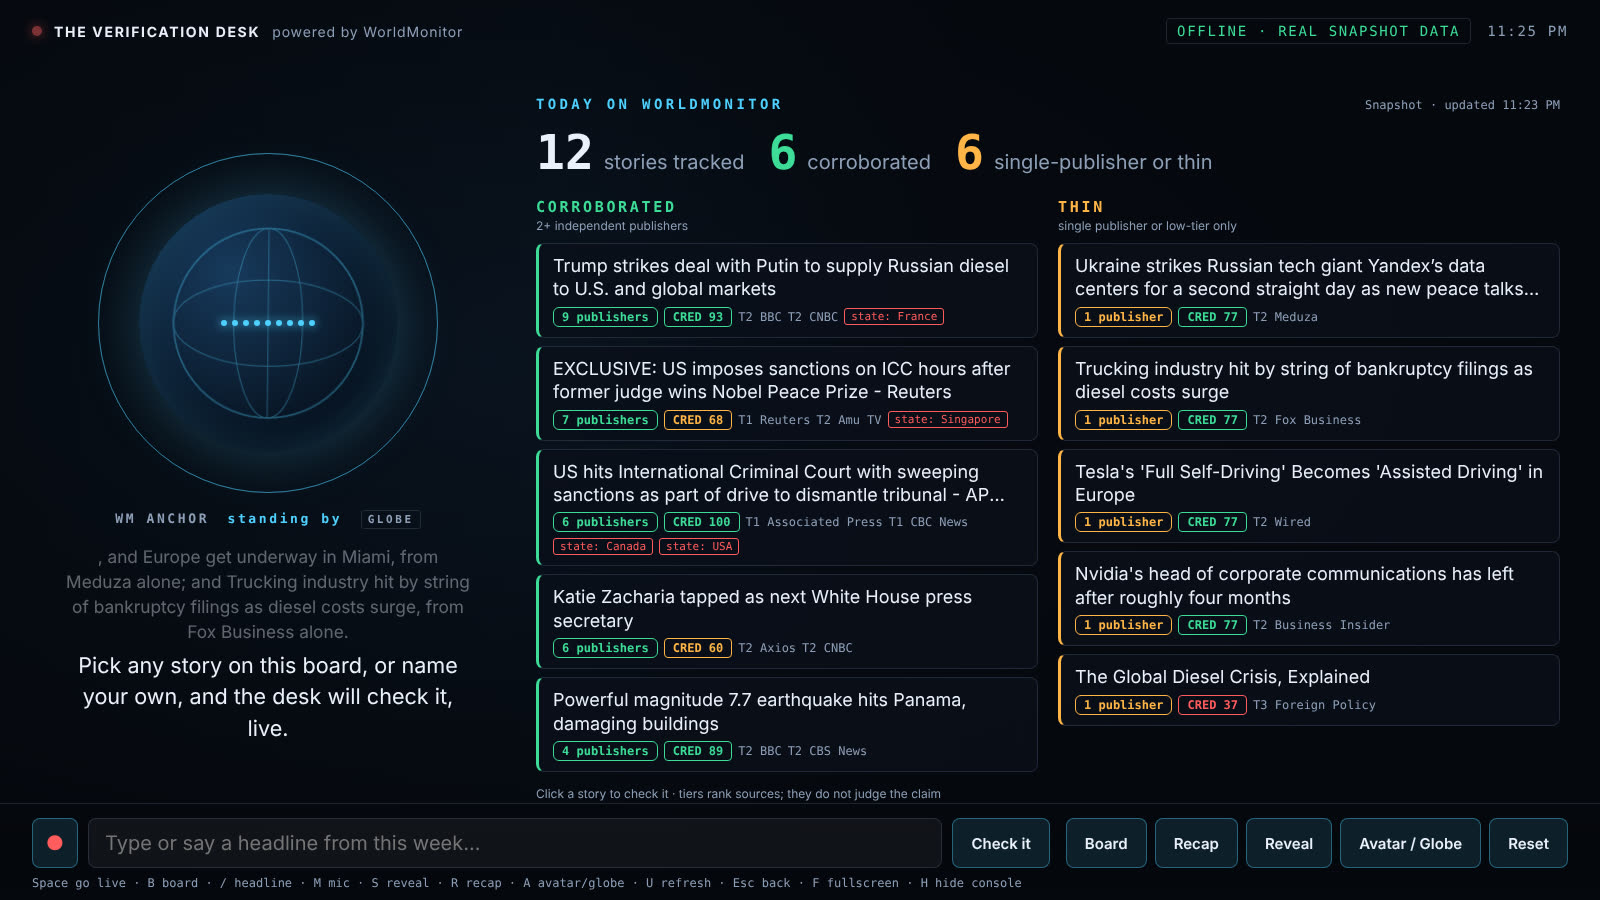 THE VERIFICATION DESK powered by WorldMonitor
OFFLINE · REAL SNAPSHOT DATA 11:25 PM
WM ANCHOR standing by GLOBE
, and Europe get underway in Miami, from
Meduza alone; and Trucking industry hit by string
of bankruptcy filings as diesel costs surge, from
Fox Business alone.
Pick any story on this board, or name
your own, and the desk will check it,
live.
TODAY ON WORLDMONITOR
Snapshot · updated 11:23 PM
12 stories tracked 6 corroborated 6 single-publisher or thin
CORROBORATED
2+ independent publishers
Trump strikes deal with Putin to supply Russian diesel
to U.S. and global markets
9 publishers CRED 93 T2 BBC T2 CNBC state: France
EXCLUSIVE: US imposes sanctions on ICC hours after
former judge wins Nobel Peace Prize - Reuters
7 publishers CRED 68 T1 Reuters T2 Amu TV state: Singapore
US hits International Criminal Court with sweeping
sanctions as part of drive to dismantle tribunal - AP...
6 publishers CRED 100 T1 Associated Press T1 CBC News
state: Canada state: USA
Katie Zacharia tapped as next White House press
secretary
6 publishers CRED 60 T2 Axios T2 CNBC
Powerful magnitude 7.7 earthquake hits Panama,
damaging buildings
4 publishers CRED 89 T2 BBC T2 CBS News
Click a story to check it · tiers rank sources; they do not judge the claim
THIN
single publisher or low-tier only
Ukraine strikes Russian tech giant Yandex’s data
centers for a second straight day as new peace talks...
1 publisher CRED 77 T2 Meduza
Trucking industry hit by string of bankruptcy filings as
diesel costs surge
1 publisher CRED 77 T2 Fox Business
Tesla's 'Full Self-Driving' Becomes 'Assisted Driving' in
Europe
1 publisher CRED 77 T2 Wired
Nvidia's head of corporate communications has left
after roughly four months
1 publisher CRED 77 T2 Business Insider
The Global Diesel Crisis, Explained
1 publisher CRED 37 T3 Foreign Policy
Type or say a headline from this week...
Check it Board Recap Reveal Avatar / Globe Reset
Space go live · B board · / headline · M mic · S reveal · R recap · A avatar/globe · U refresh · Esc back · F fullscreen · H hide console